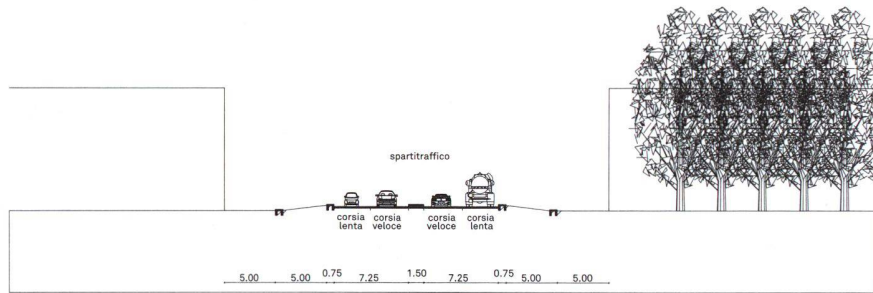 spartitraffico
corsia lenta
corsia veloce
corsia veloce
corsia lenta
5.00 5.00 0.75 7.25 1.50 7.25 0.75 5.00 5.00